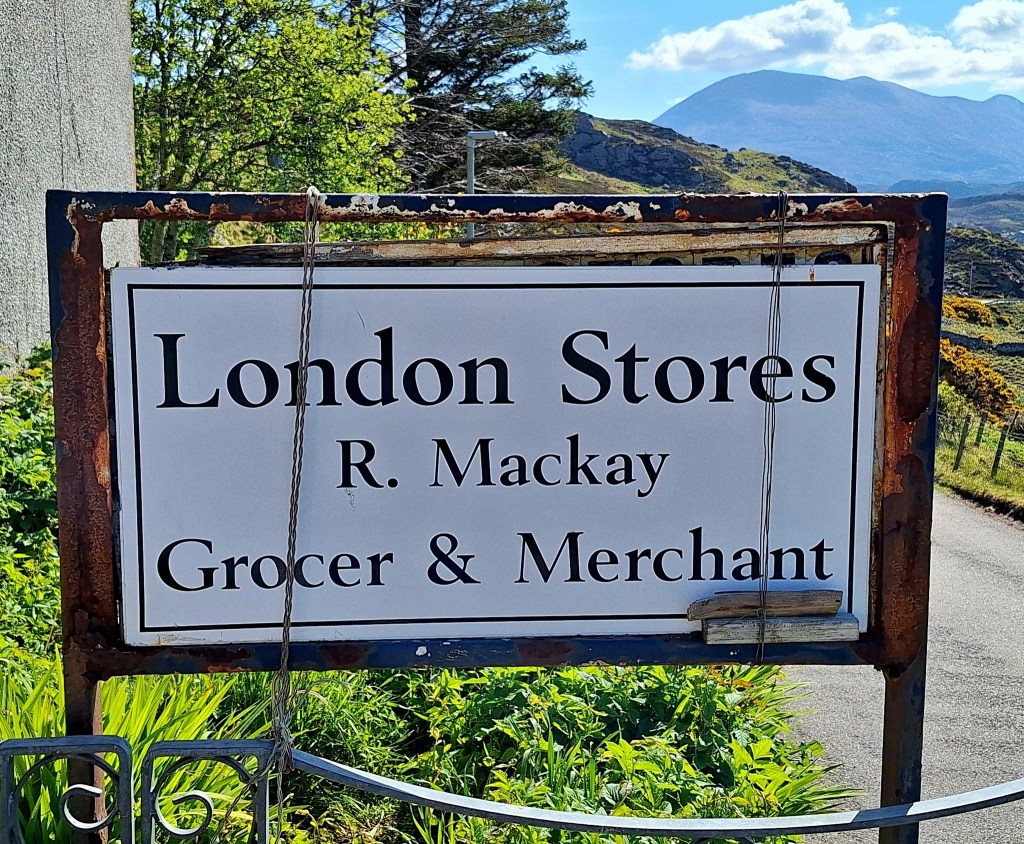 London Stores
R. Mackay
Grocer & Merchant